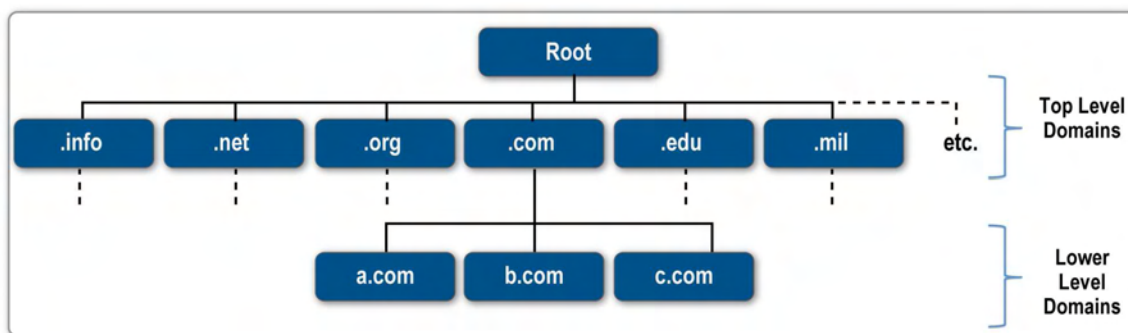 Root
.info
.net
.org
.com
.edu
.mil
etc.
Top Level
Domains
a.com
b.com
c.com
Lower
Level
Domains